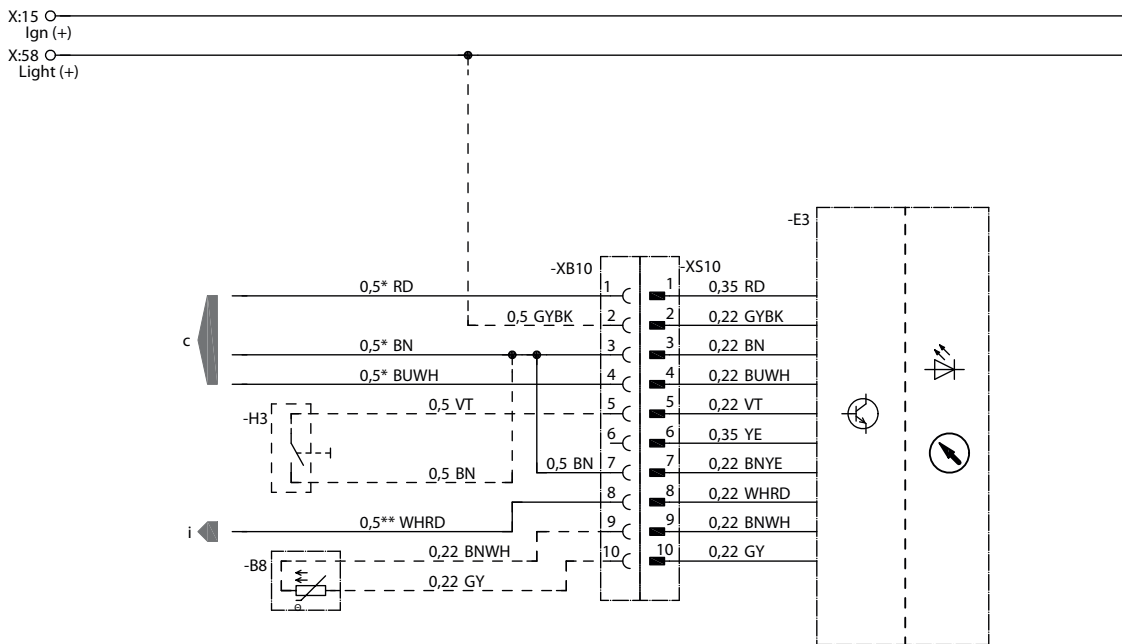 X:15
Ign (+)
X:58
Light (+)
-E3
-XB10
-XS10
0,5* RD
1
1
0,35 RD
0,5 GYBK
2
2
0,22 GYBK
c
0,5* BN
3
3
0,22 BN
0,5* BUWH
4
4
0,22 BUWH
-H3
0,5 VT
5
5
0,22 VT
6
6
0,35 YE
0,5 BN
0,5 BN
7
7
0,22 BNYE
8
8
0,22 WHRD
i
0,5** WHRD
9
9
0,22 BNWH
-B8
0,22 BNWH
10
10
0,22 GY
0,22 GY
Θ